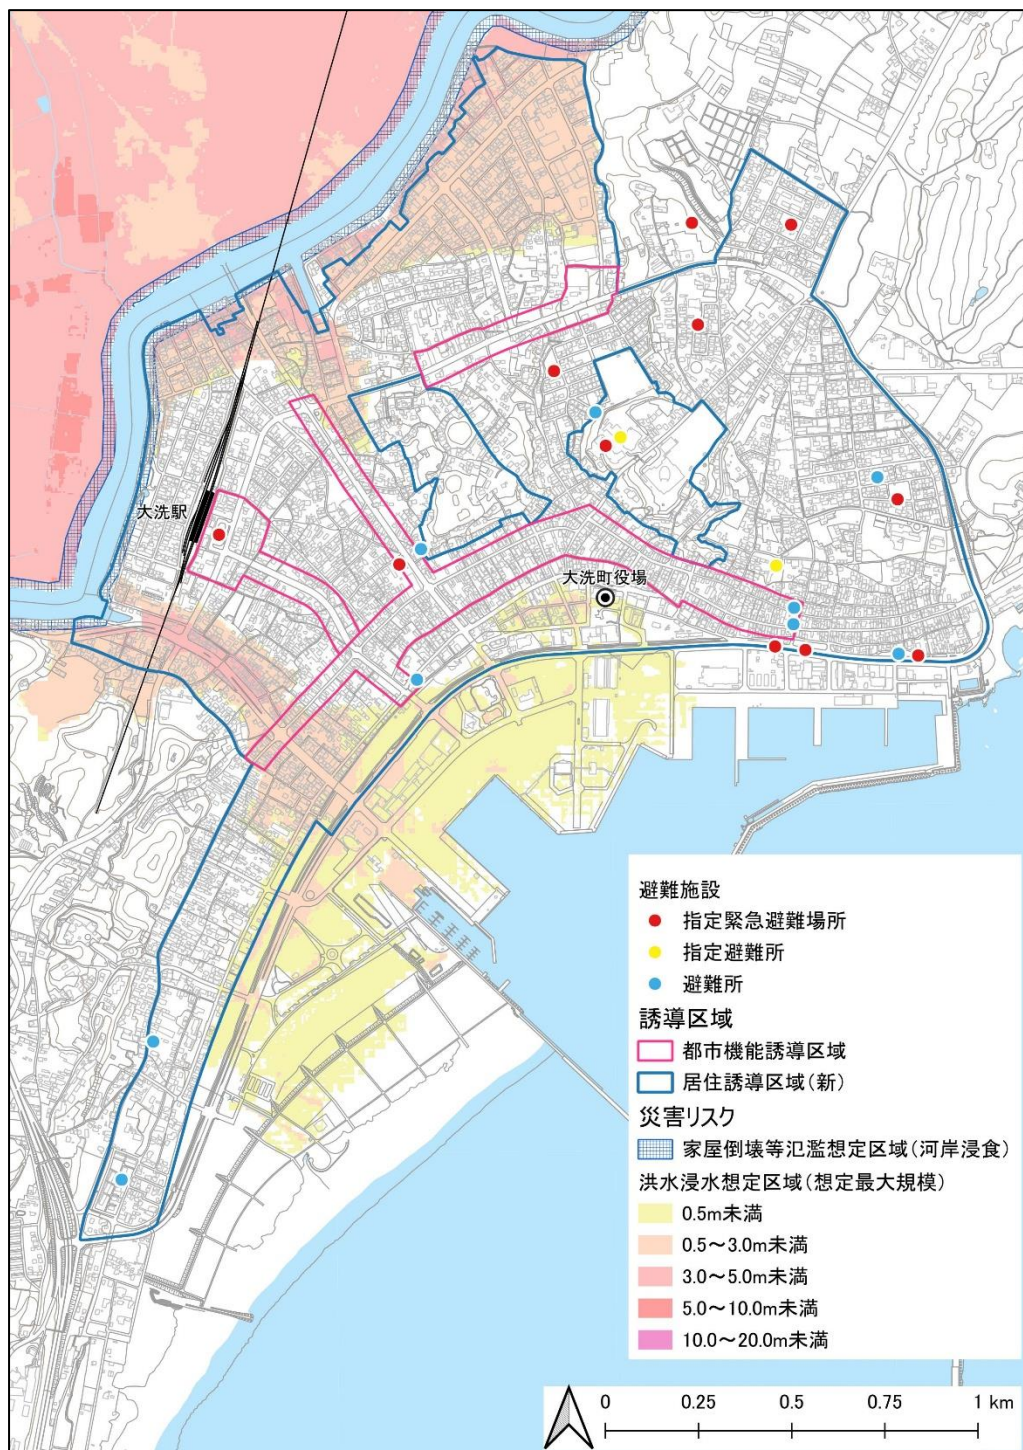 大洗駅
大洗町役場
避難施設
指定緊急避難場所
指定避難所
避難所
誘導区域
都市機能誘導区域
居住誘導区域(新)
災害リスク
家屋倒壊等氾濫想定区域(河岸浸食)
洪水浸水想定区域(想定最大規模)
0.5m未満
0.5～3.0m未満
3.0～5.0m未満
5.0～10.0m未満
10.0～20.0m未満
0 0.25 0.5 0.75 1 km